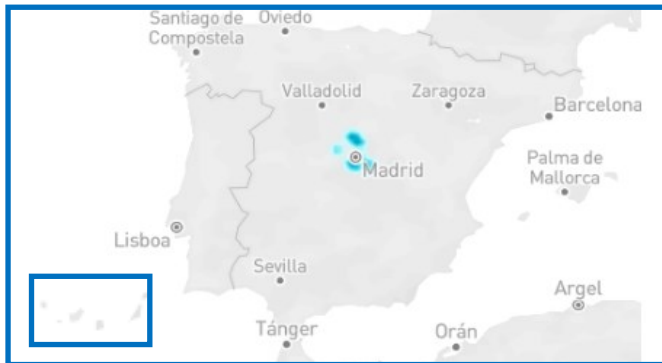 Santiago de
Compostela
Oviedo
Valladolid
Zaragoza
Barcelona
Madrid
Palma de
Mallorca
Lisboa
Sevilla
Argel
Tánger
Orán